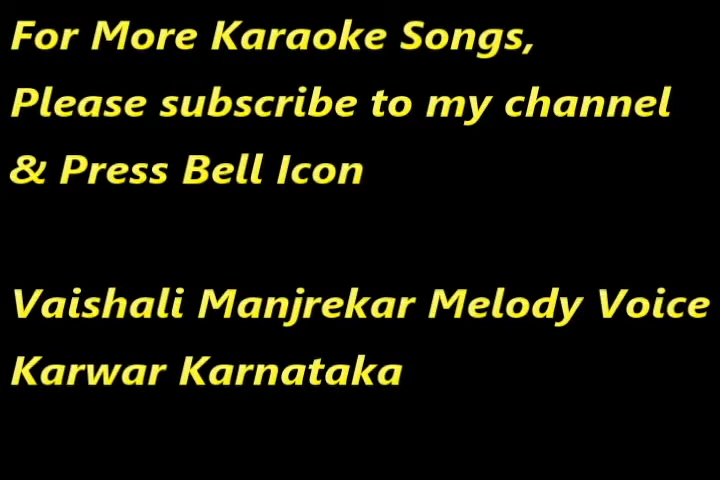 For More Karaoke Songs,
Please subscribe to my channel
& Press Bell Icon
Vaishali Manjrekar Melody Voice
Karwar Karnataka